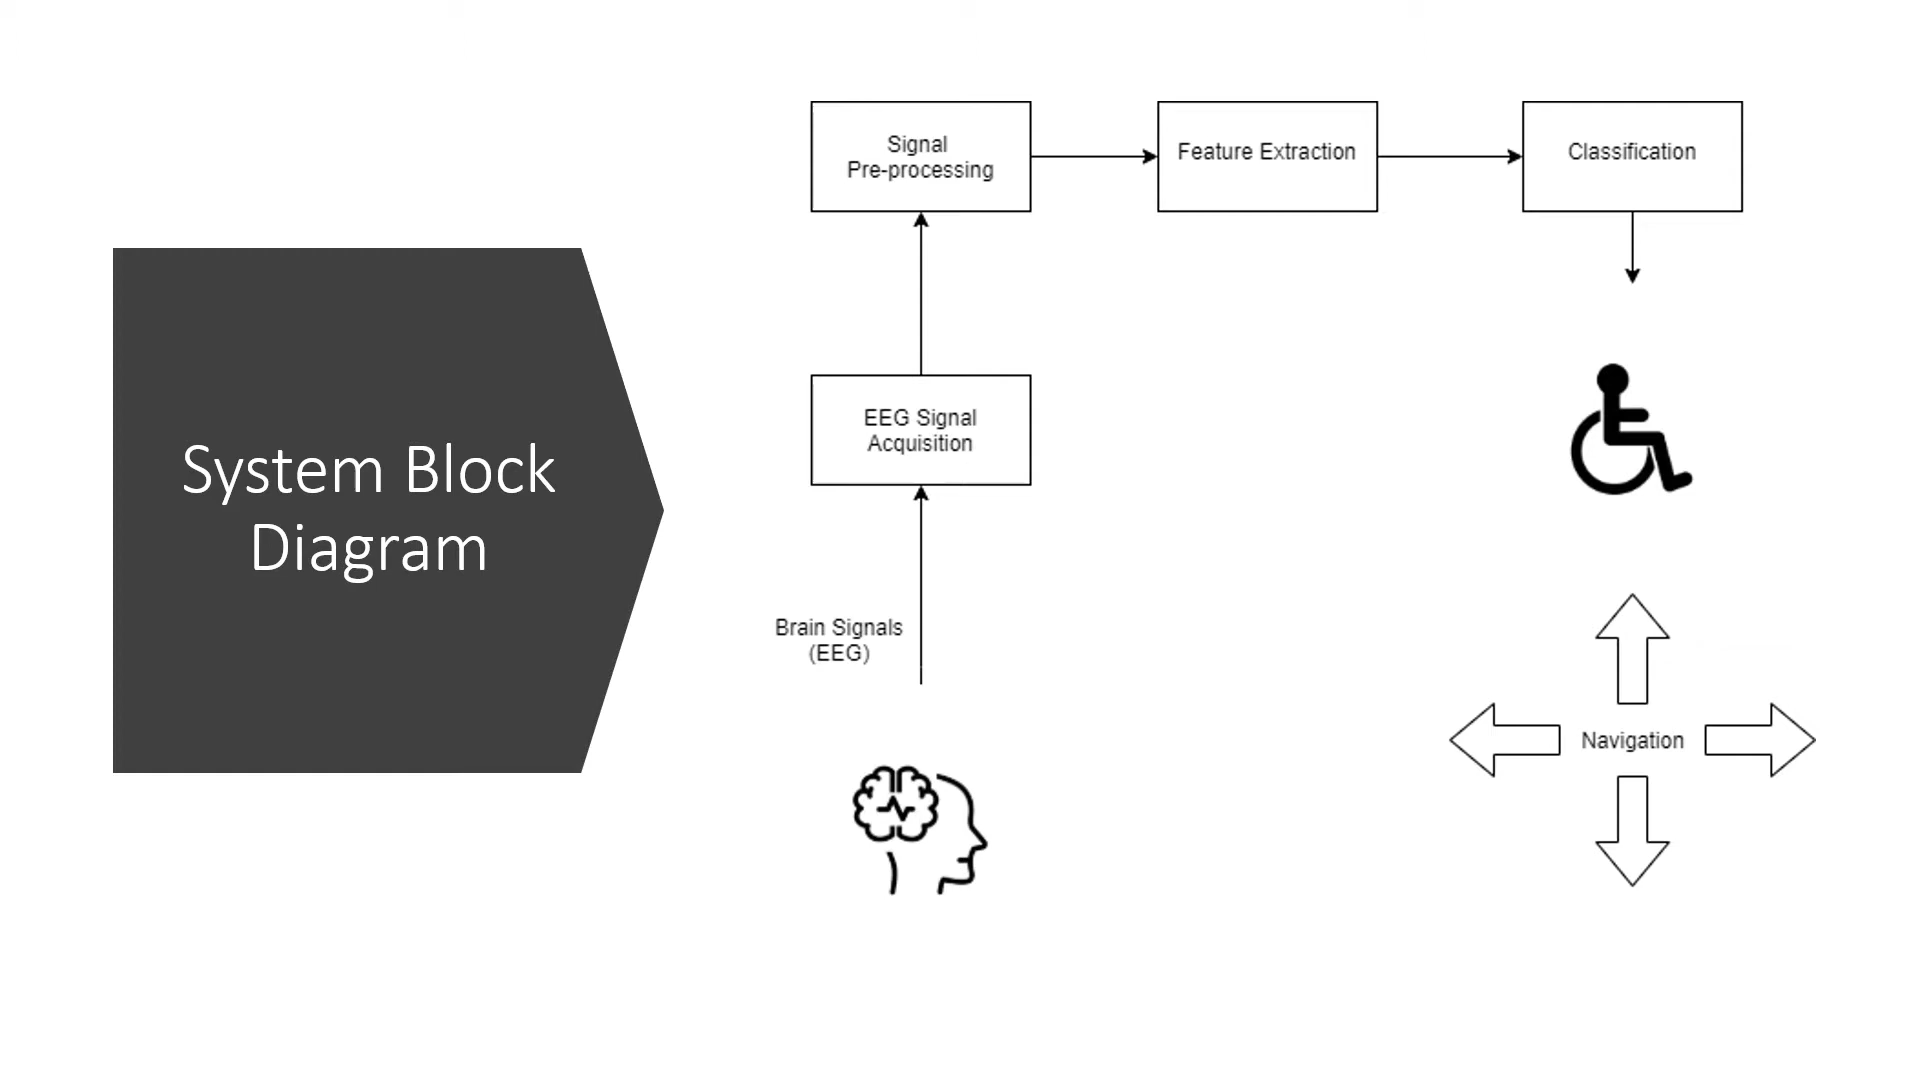 System Block
Diagram
Signal
Pre-processing
Feature Extraction
Classification
EEG Signal
Acquisition
Brain Signals
(EEG)
Navigation